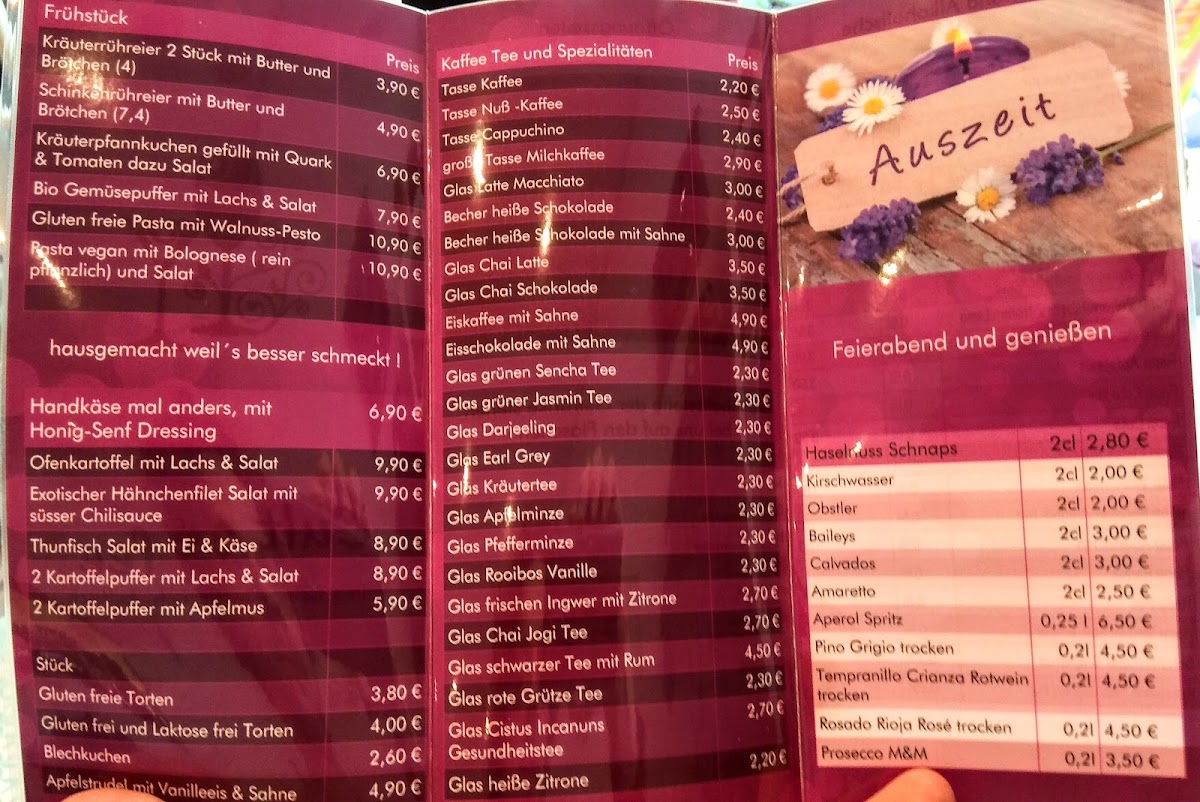 Frühstück
Preis
Kräuterrühreier 2 Stück mit Butter und
Brötchen (4) 3,90 €
Schinkenrühreier mit Butter und
Brötchen (7,4) 4,90 €
Kräuterpfannkuchen gefüllt mit Quark
& Tomaten dazu Salat 6,90 €
Bio Gemüsepuffer mit Lachs & Salat 7,90 €
Gluten freie Pasta mit Walnuss-Pesto 10,90 €
Pasta vegan mit Bolognese ( rein
pflanzlich) und Salat 10,90 €
hausgemacht weil´s besser schmeckt !
Handkäse mal anders, mit 6,90 €
Honig-Senf Dressing
Ofenkartoffel mit Lachs & Salat 9,90 €
Exotischer Hähnchenfilet Salat mit 9,90 €
süsser Chilisauce
Thunfisch Salat mit Ei & Käse 8,90 €
2 Kartoffelpuffer mit Lachs & Salat 8,90 €
2 Kartoffelpuffer mit Apfelmus 5,90 €
Stück
Gluten freie Torten 3,80 €
Gluten frei und Laktose frei Torten 4,00 €
Blechkuchen 2,60 €
Apfelstrudel mit Vanilleeis & Sahne 4,90 €
Kaffee Tee und Spezialitäten Preis
Tasse Kaffee 2,20 €
Tasse Nuß -Kaffee 2,50 €
Tasse Cappuchino 2,40 €
große Tasse Milchkaffee 2,90 €
Glas Latte Macchiato 3,00 €
Becher heiße Schokolade 2,40 €
Becher heiße Schokolade mit Sahne 3,00 €
Glas Chai Latte 3,50 €
Glas Chai Schokolade 3,50 €
Eiskaffee mit Sahne 4,90 €
Eisschokolade mit Sahne 4,90 €
Glas grünen Sencha Tee 2,30 €
Glas grüner Jasmin Tee 2,30 €
Glas Darjeeling 2,30 €
Glas Earl Grey 2,30 €
Glas Kräutertee 2,30 €
Glas Apfelminze 2,30 €
Glas Pfefferminze 2,30 €
Glas Rooibos Vanille 2,30 €
Glas frischen Ingwer mit Zitrone 2,70 €
Glas Chai Jogi Tee 2,70 €
Glas schwarzer Tee mit Rum 4,50 €
Glas rote Grütze Tee 2,30 €
Glas Cistus Incanuns 2,70 €
Gesundheitstee
Glas heiße Zitrone 2,20 €
Auszeit
Feierabend und genießen
Haselnuss Schnaps 2cl 2,80 €
Kirschwasser 2cl 2,00 €
Obstler 2cl 2,00 €
Baileys 2cl 3,00 €
Calvados 2cl 3,00 €
Amaretto 2cl 2,50 €
Aperol Spritz 0,25 l 6,50 €
Pino Grigio trocken 0,2l 4,50 €
Tempranillo Crianza Rotwein 0,2l 4,50 €
trocken
Rosado Rioja Rosé trocken 0,2l 4,50 €
Prosecco M&M 0,2l 3,50 €